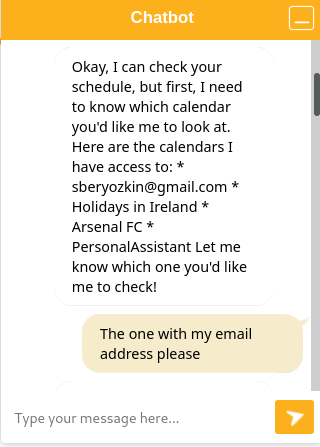 Chatbot
Okay, I can check your
schedule, but first, I need
to know which calendar
you'd like me to look at.
Here are the calendars I
have access to: *
sberyozkin@gmail.com *
Holidays in Ireland *
Arsenal FC *
PersonalAssistant Let me
know which one you'd like
me to check!
The one with my email
address please
Type your message here...